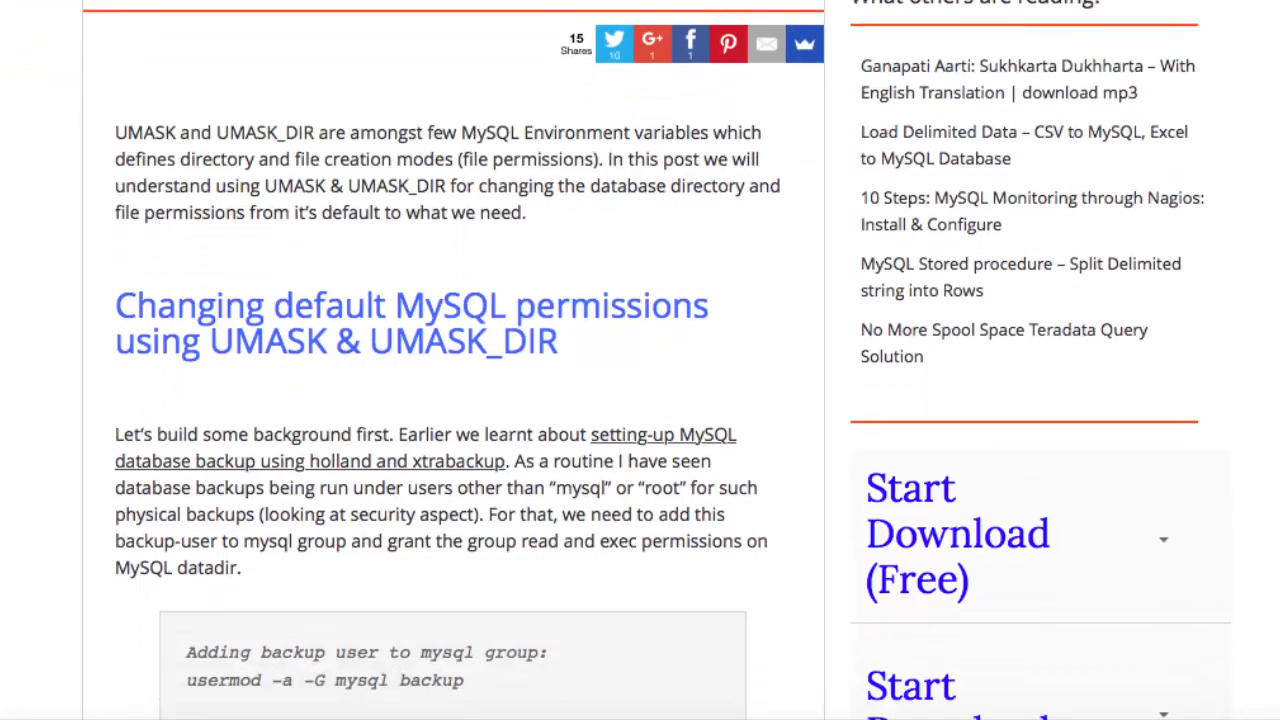 What others are reading?
15
Shares
10
1
1
UMASK and UMASK_DIR are amongst few MySQL Environment variables which
defines directory and file creation modes (file permissions). In this post we will
understand using UMASK & UMASK_DIR for changing the database directory and
file permissions from it's default to what we need.
Changing default MySQL permissions
using UMASK & UMASK_DIR
Let's build some background first. Earlier we learnt about setting-up MySQL
database backup using holland and xtrabackup. As a routine I have seen
database backups being run under users other than “mysql” or “root” for such
physical backups (looking at security aspect). For that, we need to add this
backup-user to mysql group and grant the group read and exec permissions on
MySQL datadir.
Adding backup user to mysql group:
usermod -a -G mysql backup
Ganapati Aarti: Sukhkarta Dukhharta – With
English Translation | download mp3
Load Delimited Data – CSV to MySQL, Excel
to MySQL Database
10 Steps: MySQL Monitoring through Nagios:
Install & Configure
MySQL Stored procedure – Split Delimited
string into Rows
No More Spool Space Teradata Query
Solution
Start
Download
(Free)
Start
Download